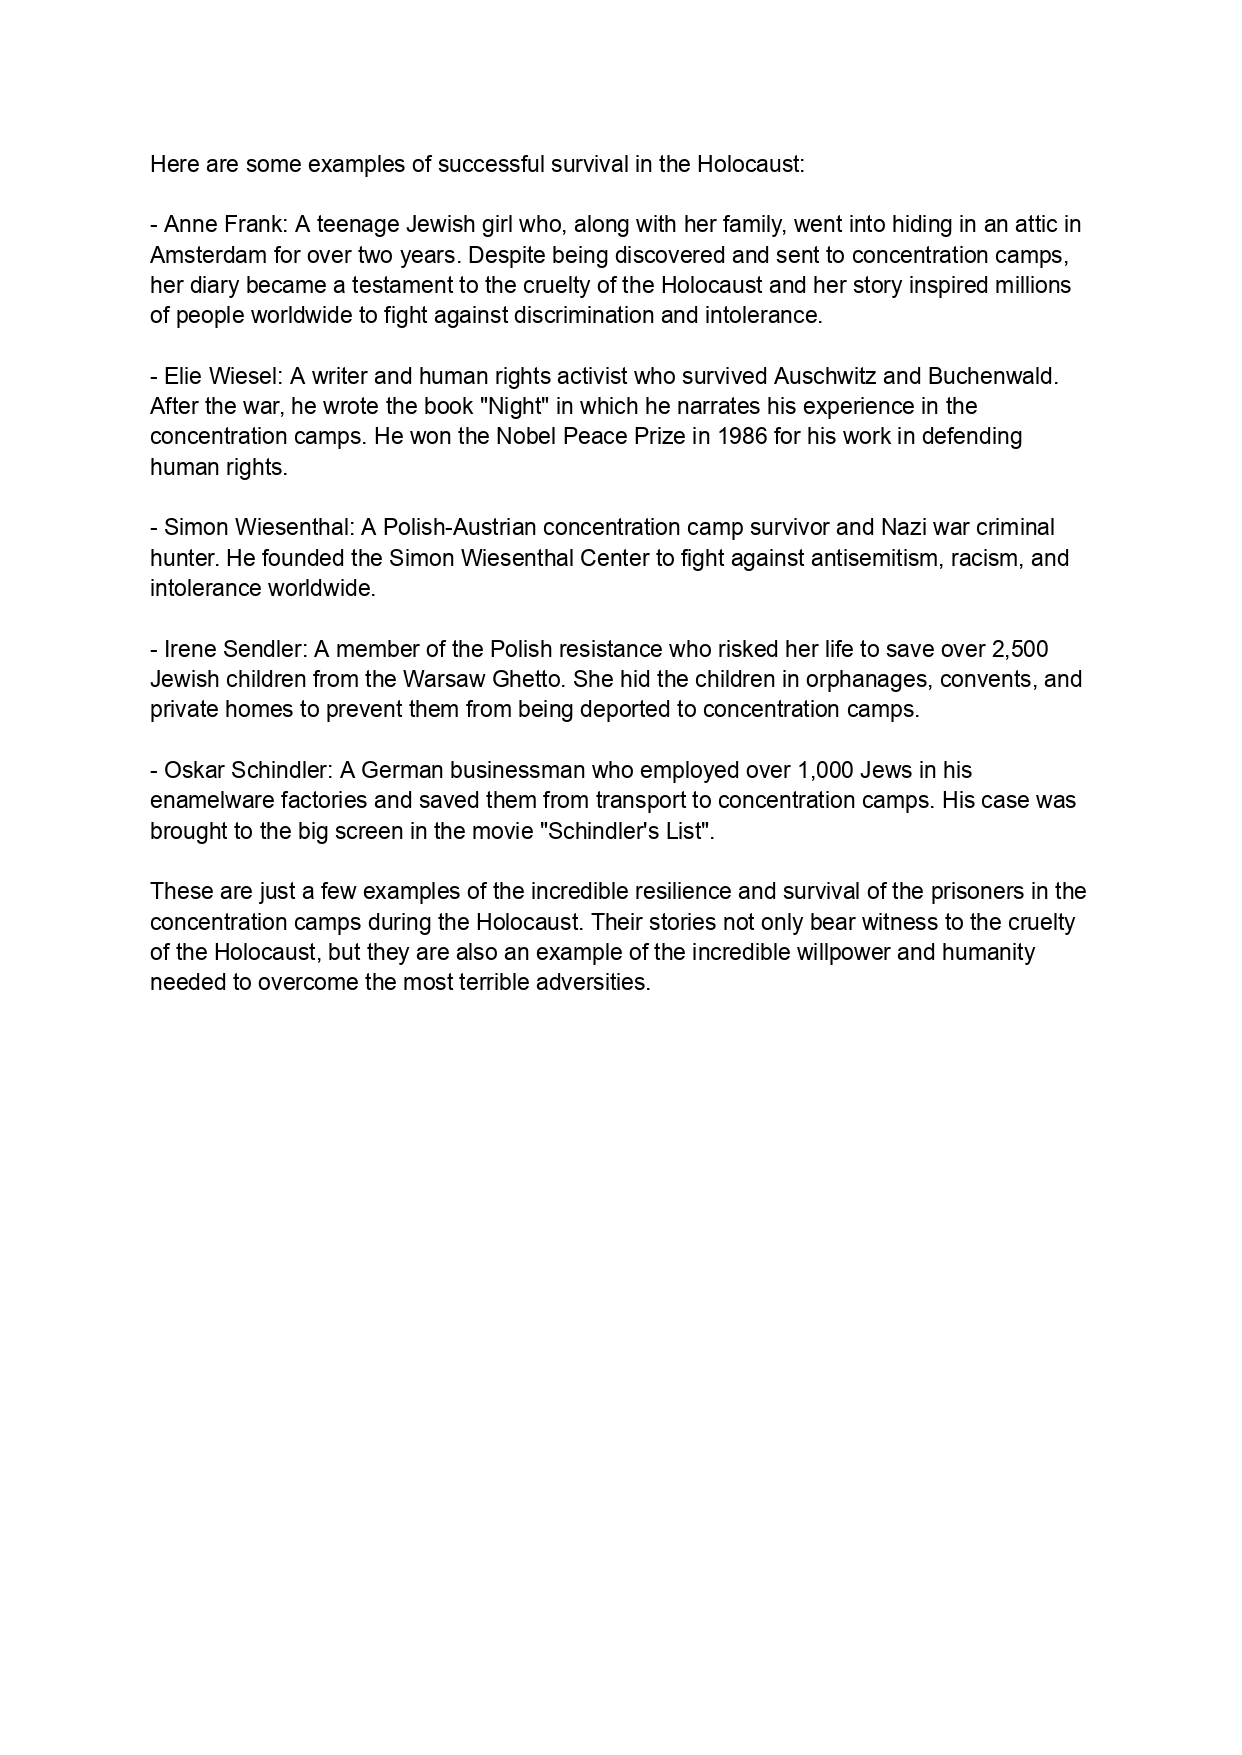 Here are some examples of successful survival in the Holocaust:
- Anne Frank: A teenage Jewish girl who, along with her family, went into hiding in an attic in
Amsterdam for over two years. Despite being discovered and sent to concentration camps,
her diary became a testament to the cruelty of the Holocaust and her story inspired millions
of people worldwide to fight against discrimination and intolerance.
- Elie Wiesel: A writer and human rights activist who survived Auschwitz and Buchenwald.
After the war, he wrote the book "Night" in which he narrates his experience in the
concentration camps. He won the Nobel Peace Prize in 1986 for his work in defending
human rights.
- Simon Wiesenthal: A Polish-Austrian concentration camp survivor and Nazi war criminal
hunter. He founded the Simon Wiesenthal Center to fight against antisemitism, racism, and
intolerance worldwide.
- Irene Sendler: A member of the Polish resistance who risked her life to save over 2,500
Jewish children from the Warsaw Ghetto. She hid the children in orphanages, convents, and
private homes to prevent them from being deported to concentration camps.
- Oskar Schindler: A German businessman who employed over 1,000 Jews in his
enamelware factories and saved them from transport to concentration camps. His case was
brought to the big screen in the movie "Schindler's List".
These are just a few examples of the incredible resilience and survival of the prisoners in the
concentration camps during the Holocaust. Their stories not only bear witness to the cruelty
of the Holocaust, but they are also an example of the incredible willpower and humanity
needed to overcome the most terrible adversities.